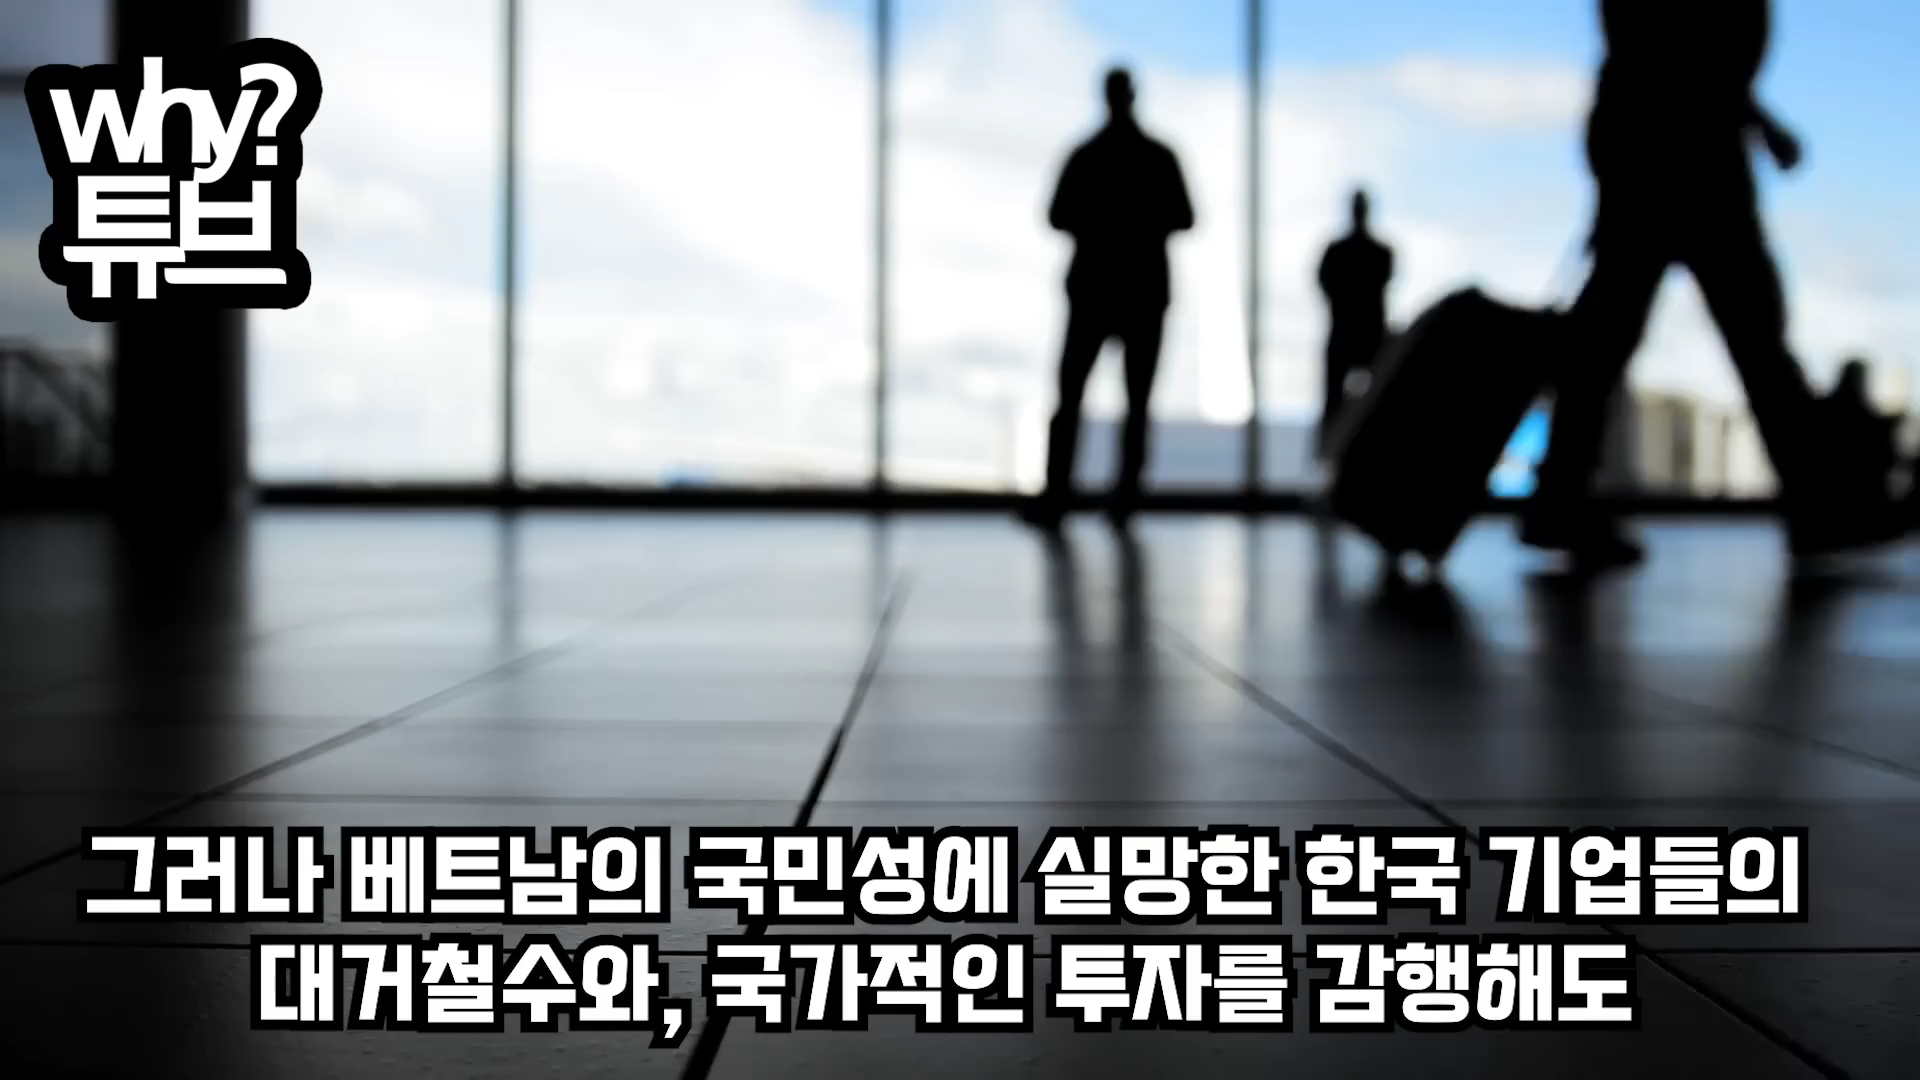 why?
튜브
그러나 베트남의 국민성에 실망한 한국 기업들의
대거철수와, 국가적인 투자를 감행해도